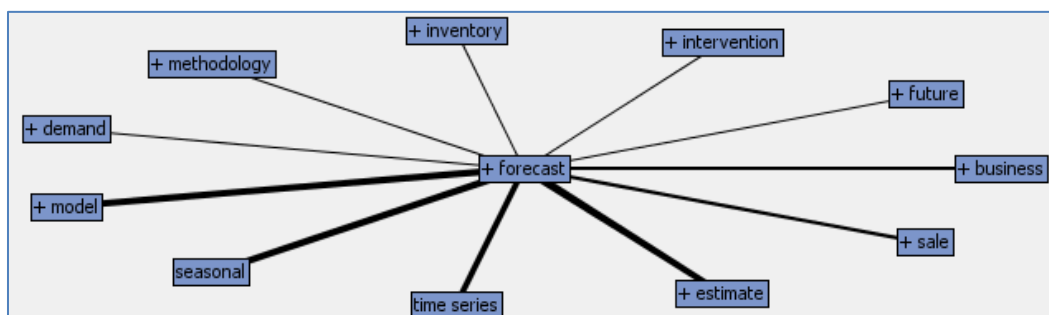 + inventory
+ intervention
+ methodology
+ future
+ demand
+ forecast
+ business
+ model
+ sale
seasonal
time series
+ estimate